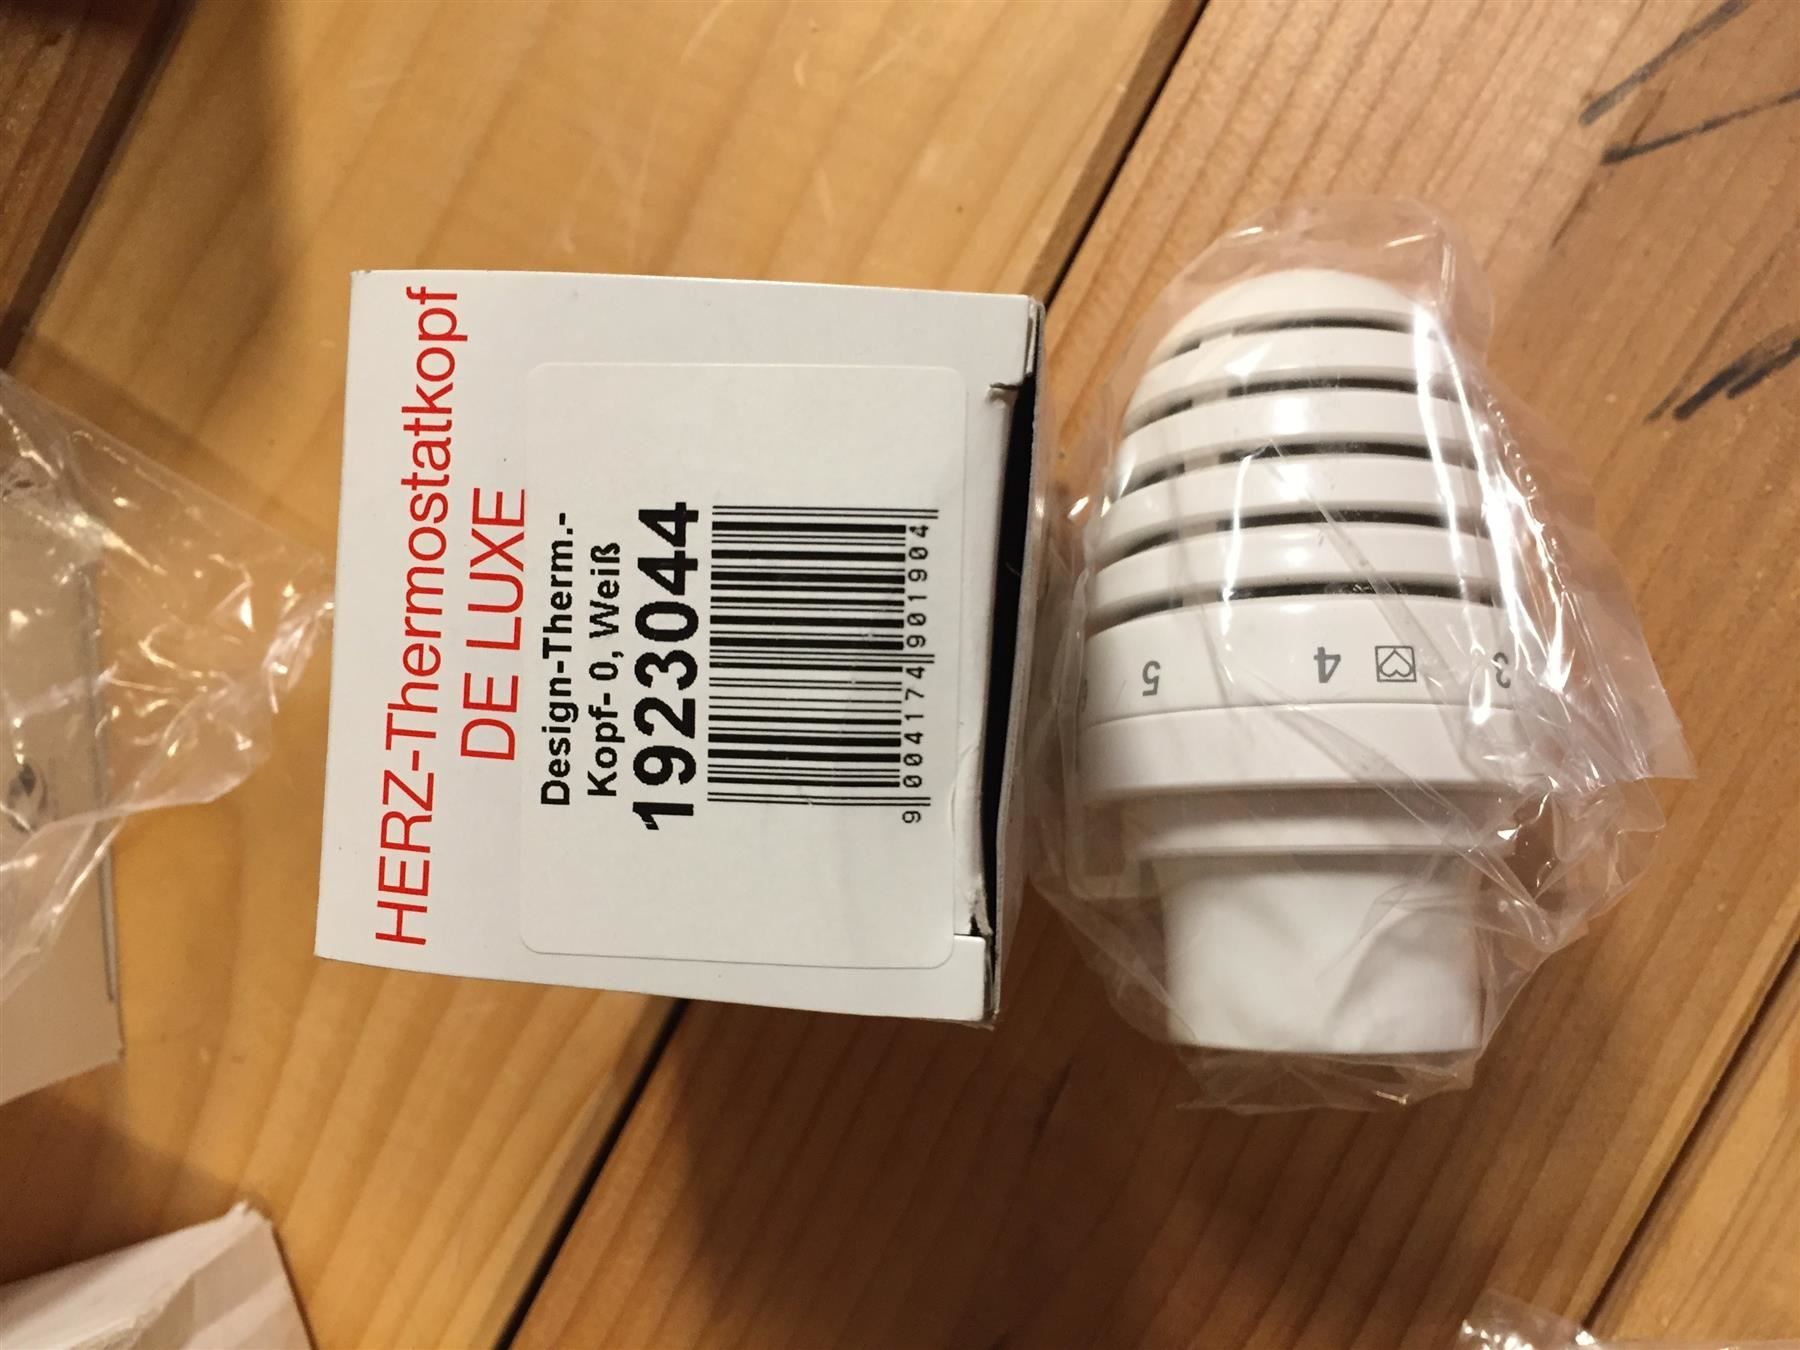 HERZ-Thermostatkopf
DE LUXE
Design-Therm.-
Kopf- 0, Weiß
1923044
9 004174 901904
5
4
3